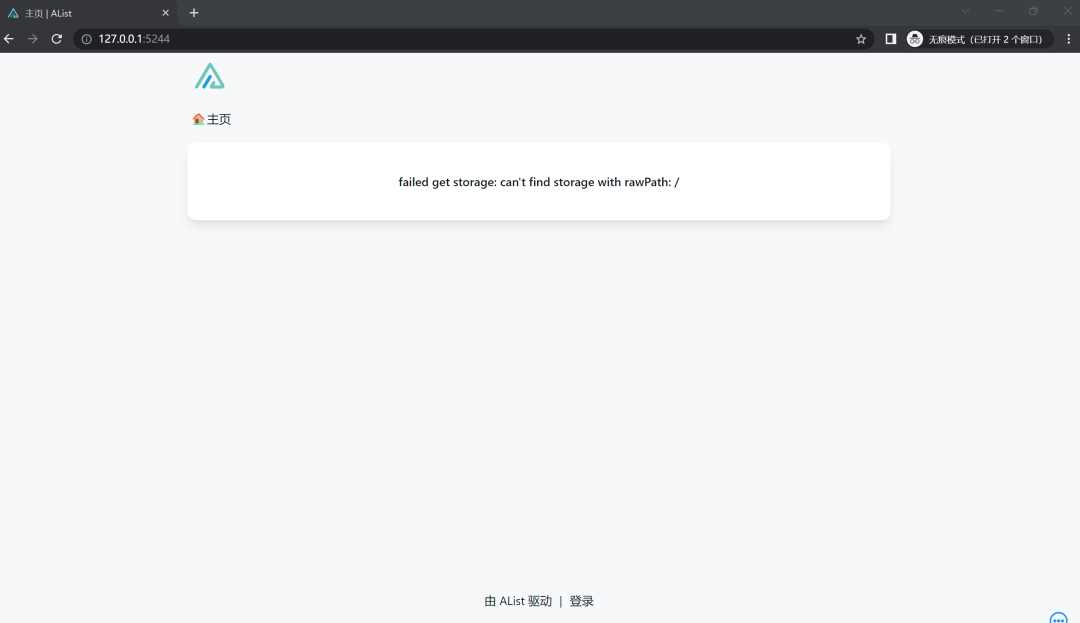 主页 | AList
127.0.0.1:5244
无痕模式（已打开 2 个窗口）
主页
failed get storage: can't find storage with rawPath: /
由 AList 驱动 | 登录